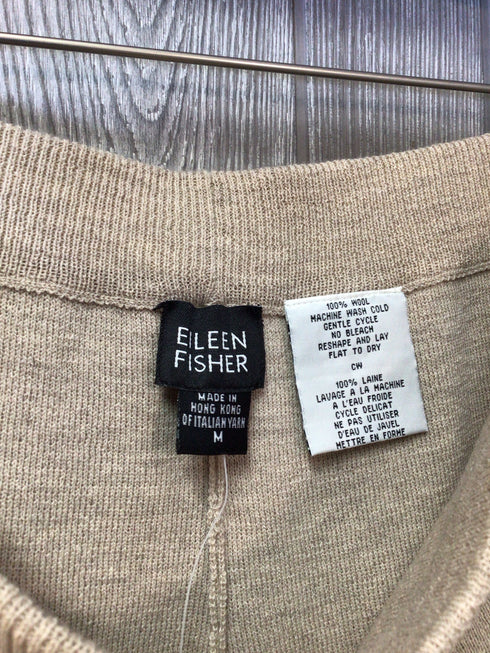 EILEEN
FISHER
MADE IN
HONG KONG
OF ITALIAN YARN
M
100% WOOL
MACHINE WASH COLD
GENTLE CYCLE
NO BLEACH
RESHAPE AND LAY
FLAT TO DRY
CW
100% LAINE
LAVAGE A LA MACHINE
A L'EAU FROIDE
CYCLE DELICAT
NE PAS UTILISER
D'EAU DE JAVEL
METTRE EN FORME